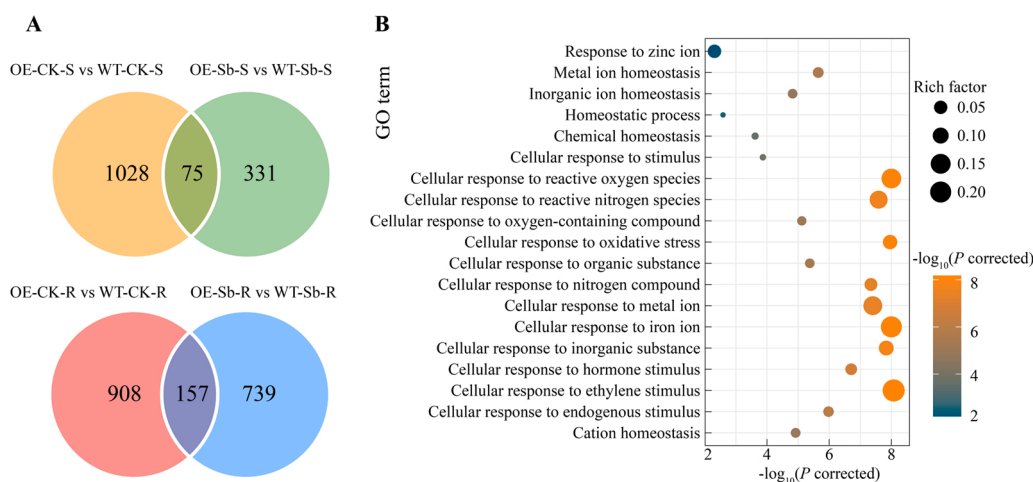 A
OE-CK-S vs WT-CK-S
OE-Sb-S vs WT-Sb-S
1028
75
331
OE-CK-R vs WT-CK-R
OE-Sb-R vs WT-Sb-R
908
157
739
B
GO term
Response to zinc ion
Metal ion homeostasis
Inorganic ion homeostasis
Homeostatic process
Chemical homeostasis
Cellular response to stimulus
Cellular response to reactive oxygen species
Cellular response to reactive nitrogen species
Cellular response to oxygen-containing compound
Cellular response to oxidative stress
Cellular response to organic substance
Cellular response to nitrogen compound
Cellular response to metal ion
Cellular response to iron ion
Cellular response to inorganic substance
Cellular response to hormone stimulus
Cellular response to ethylene stimulus
Cellular response to endogenous stimulus
Cation homeostasis
2 4 6 8
-log10(P corrected)
Rich factor
0.05
0.10
0.15
0.20
-log10(P corrected)
8
6
4
2